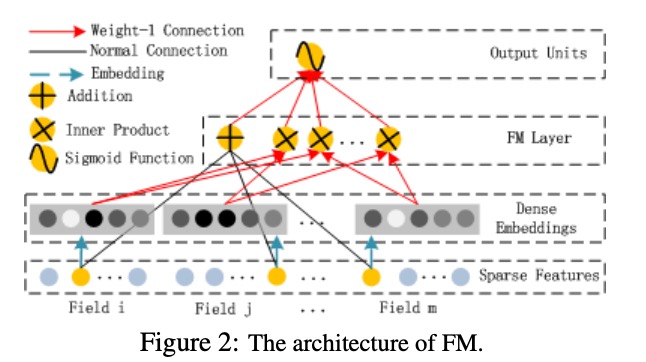 Weight-1 Connection
Normal Connection
Embedding
Addition
Inner Product
Sigmoid Function
Output Units
...
FM Layer
Dense
Embeddings
...
... ... ... ... ...
Sparse Features
Field i Field j ... Field m
Figure 2: The architecture of FM.